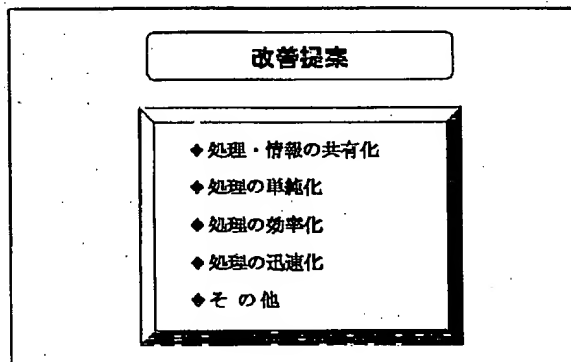 改善提案
◆処理・情報の共有化
◆処理の単純化
◆処理の効率化
◆処理の迅速化
◆その他